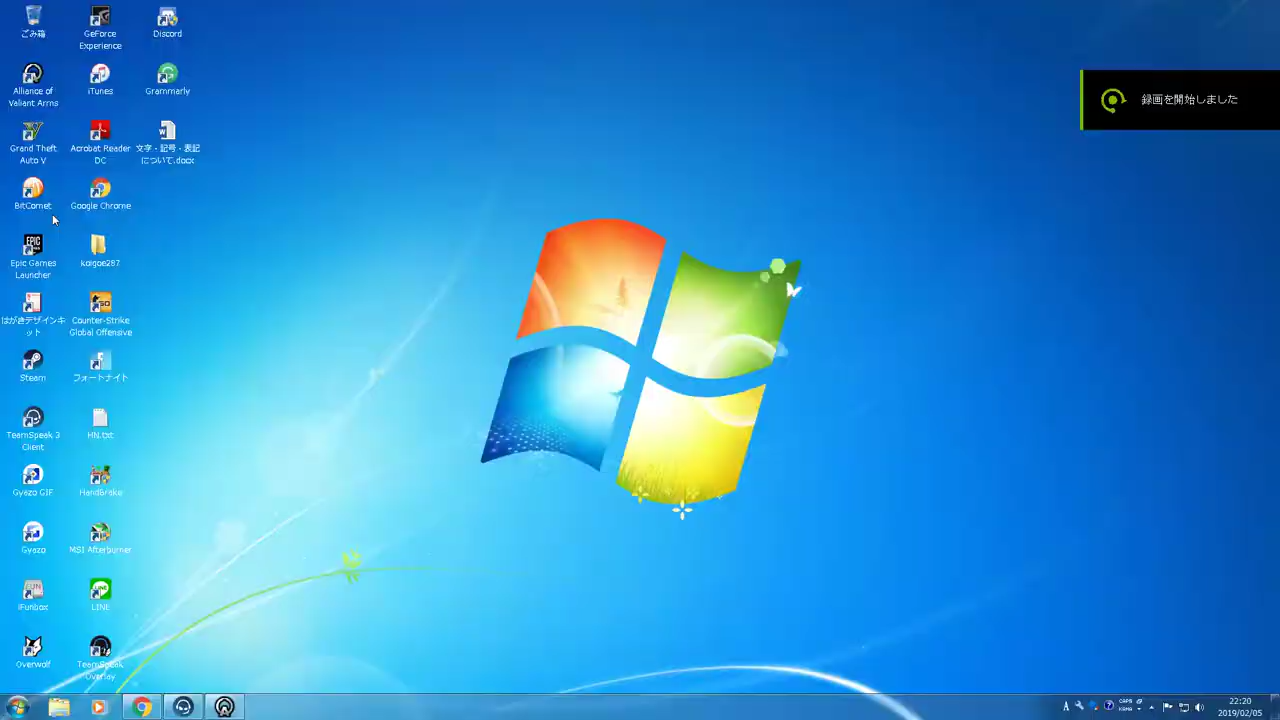 ごみ箱
GeForce
Experience
Discord
Alliance of
Valiant Arms
iTunes
Grammarly
Grand Theft
Auto V
Acrobat Reader
DC
文字・記号・表記
について.docx
BitComet
Google Chrome
Epic Games
Launcher
koigoe287
はがきデザインキ
ット
Counter-Strike
Global Offensive
Steam
フォートナイト
TeamSpeak 3
Client
HN.txt
Gyazo GIF
HandBrake
Gyazo
MSI Afterburner
iFunbox
LINE
Overwolf
TeamSpeak
Overlay
録画を開始しました
A
CAPS
KANA
22:20
2019/02/05